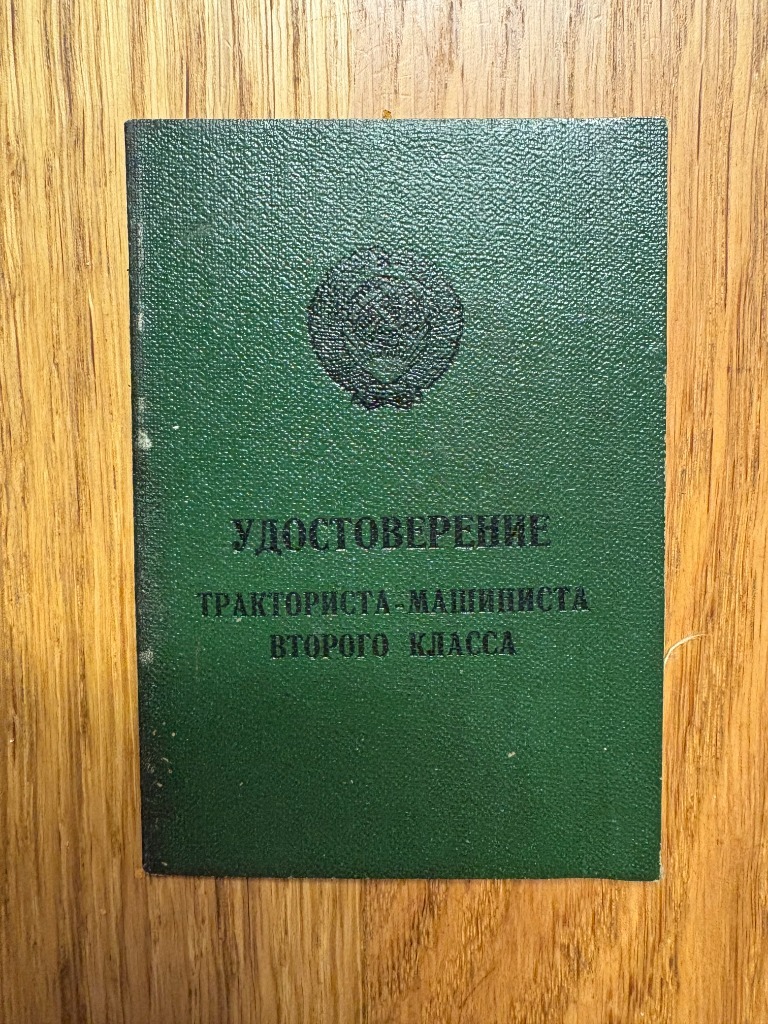 УДОСТОВЕРЕНИЕ
ТРАКТОРИСТА-МАШИНИСТА
ВТОРОГО КЛАССА